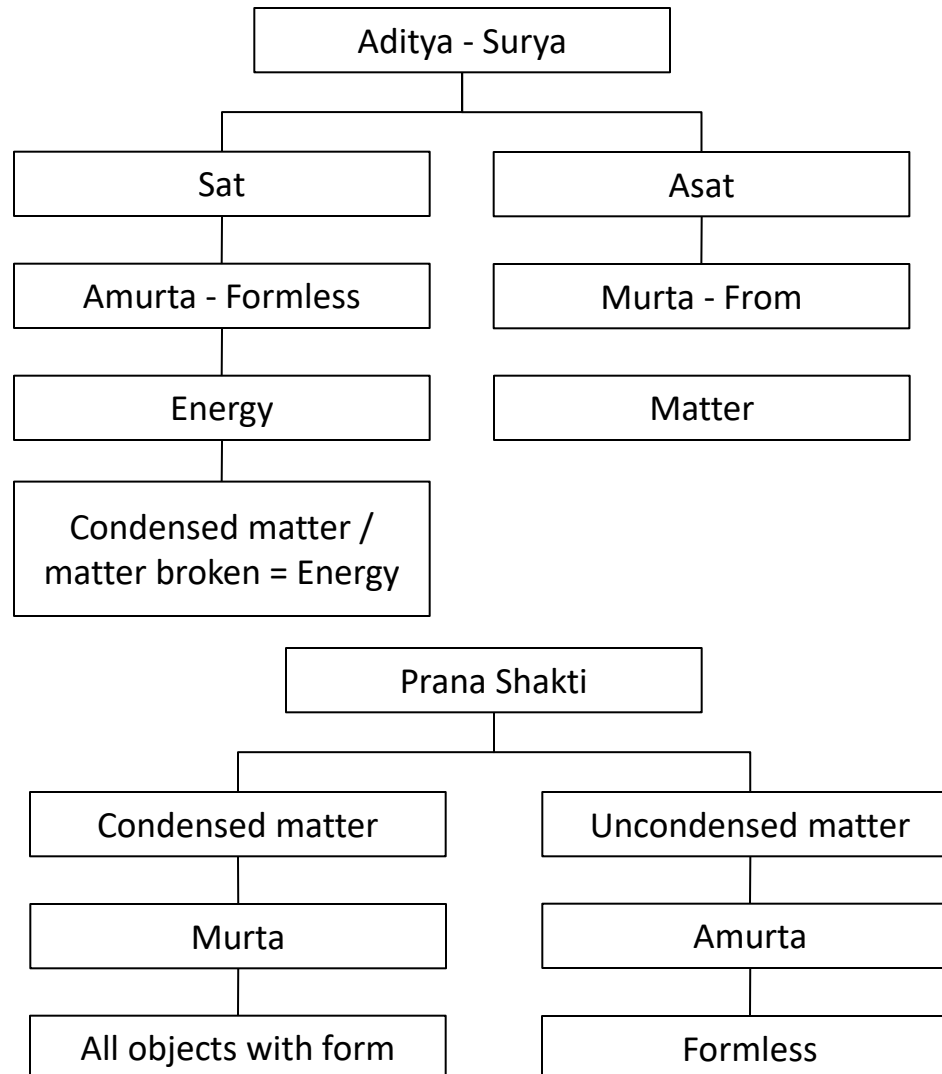 Aditya - Surya
Sat
Asat
Amurta - Formless
Murta - From
Energy
Matter
Condensed matter /
matter broken = Energy
Prana Shakti
Condensed matter
Uncondensed matter
Murta
Amurta
All objects with form
Formless